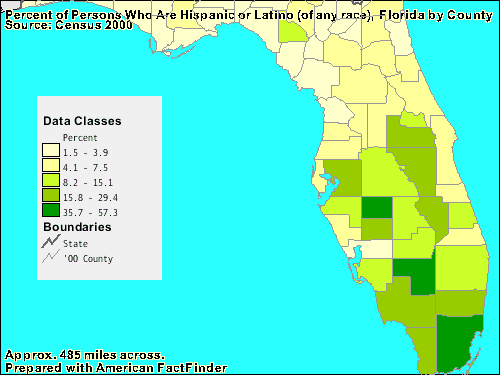 Percent of Persons Who Are Hispanic or Latino (of any race), Florida by County
Source: Census 2000
Data Classes
Percent
1.5 - 3.9
4.1 - 7.5
8.2 - 15.1
15.8 - 29.4
35.7 - 57.3
Boundaries
State
'00 County
Approx. 485 miles across.
Prepared with American FactFinder